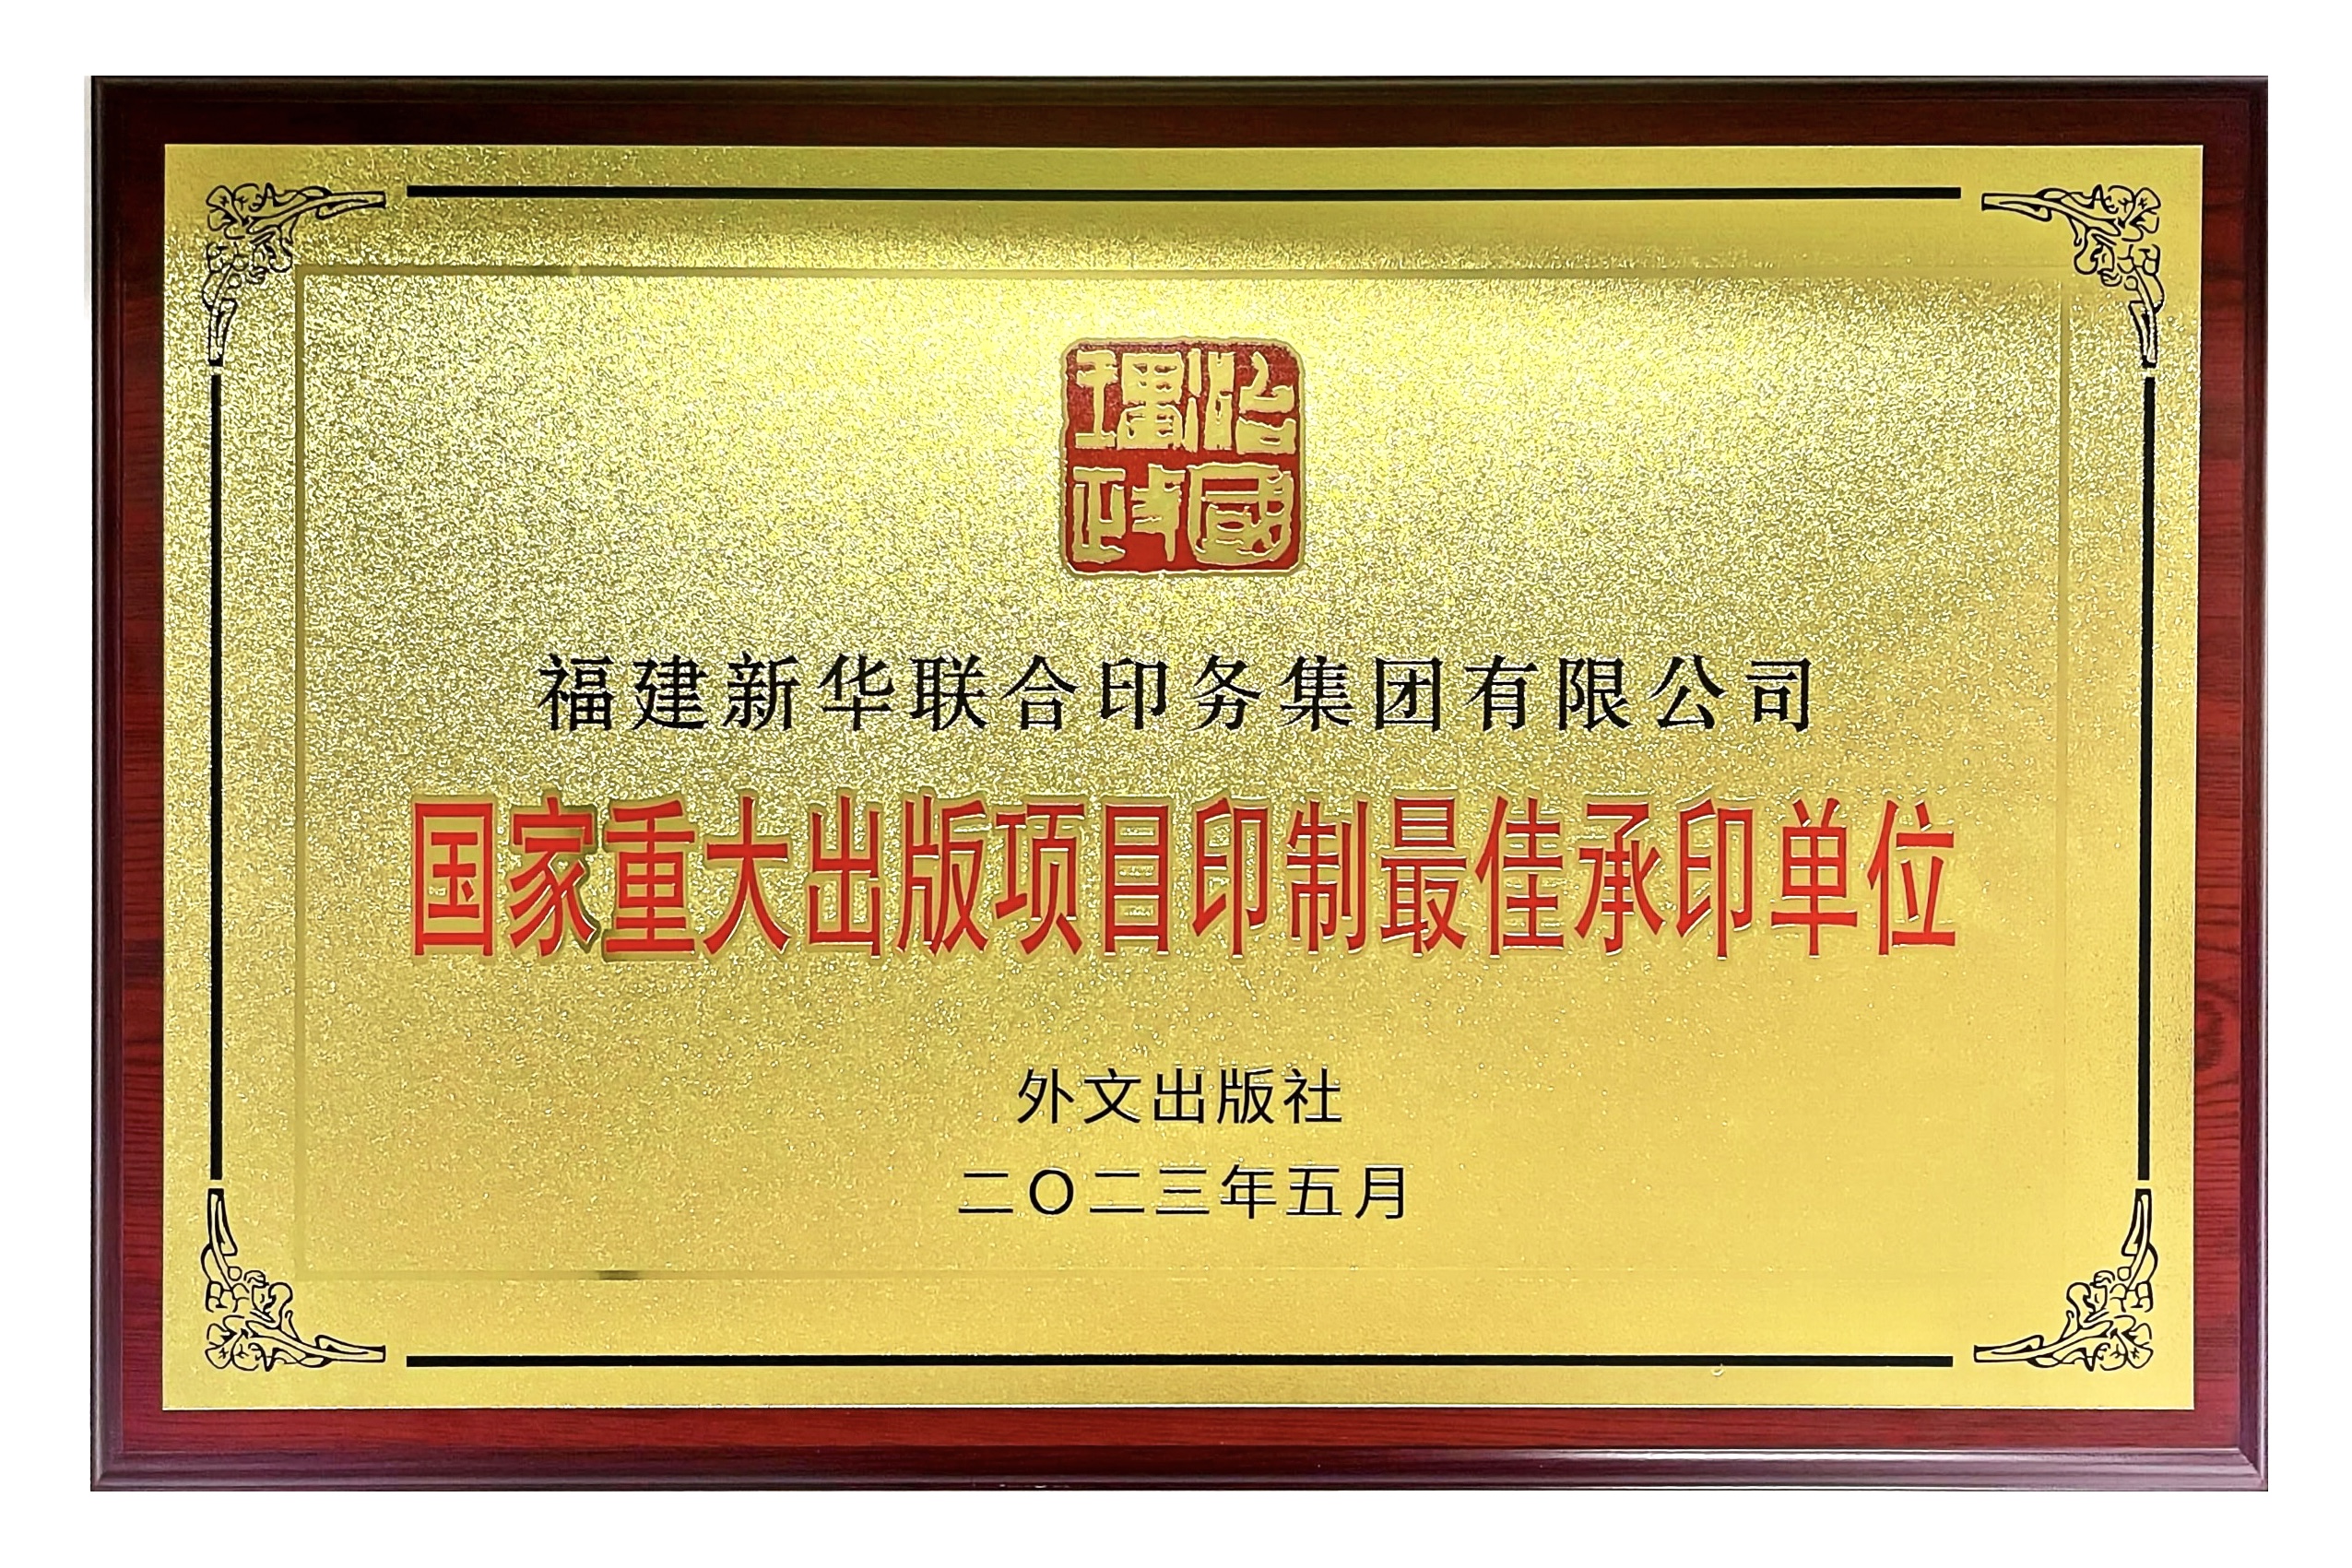 治國理政
福建新华联合印务集团有限公司
国家重大出版项目印制最佳承印单位
外文出版社
二〇二三年五月